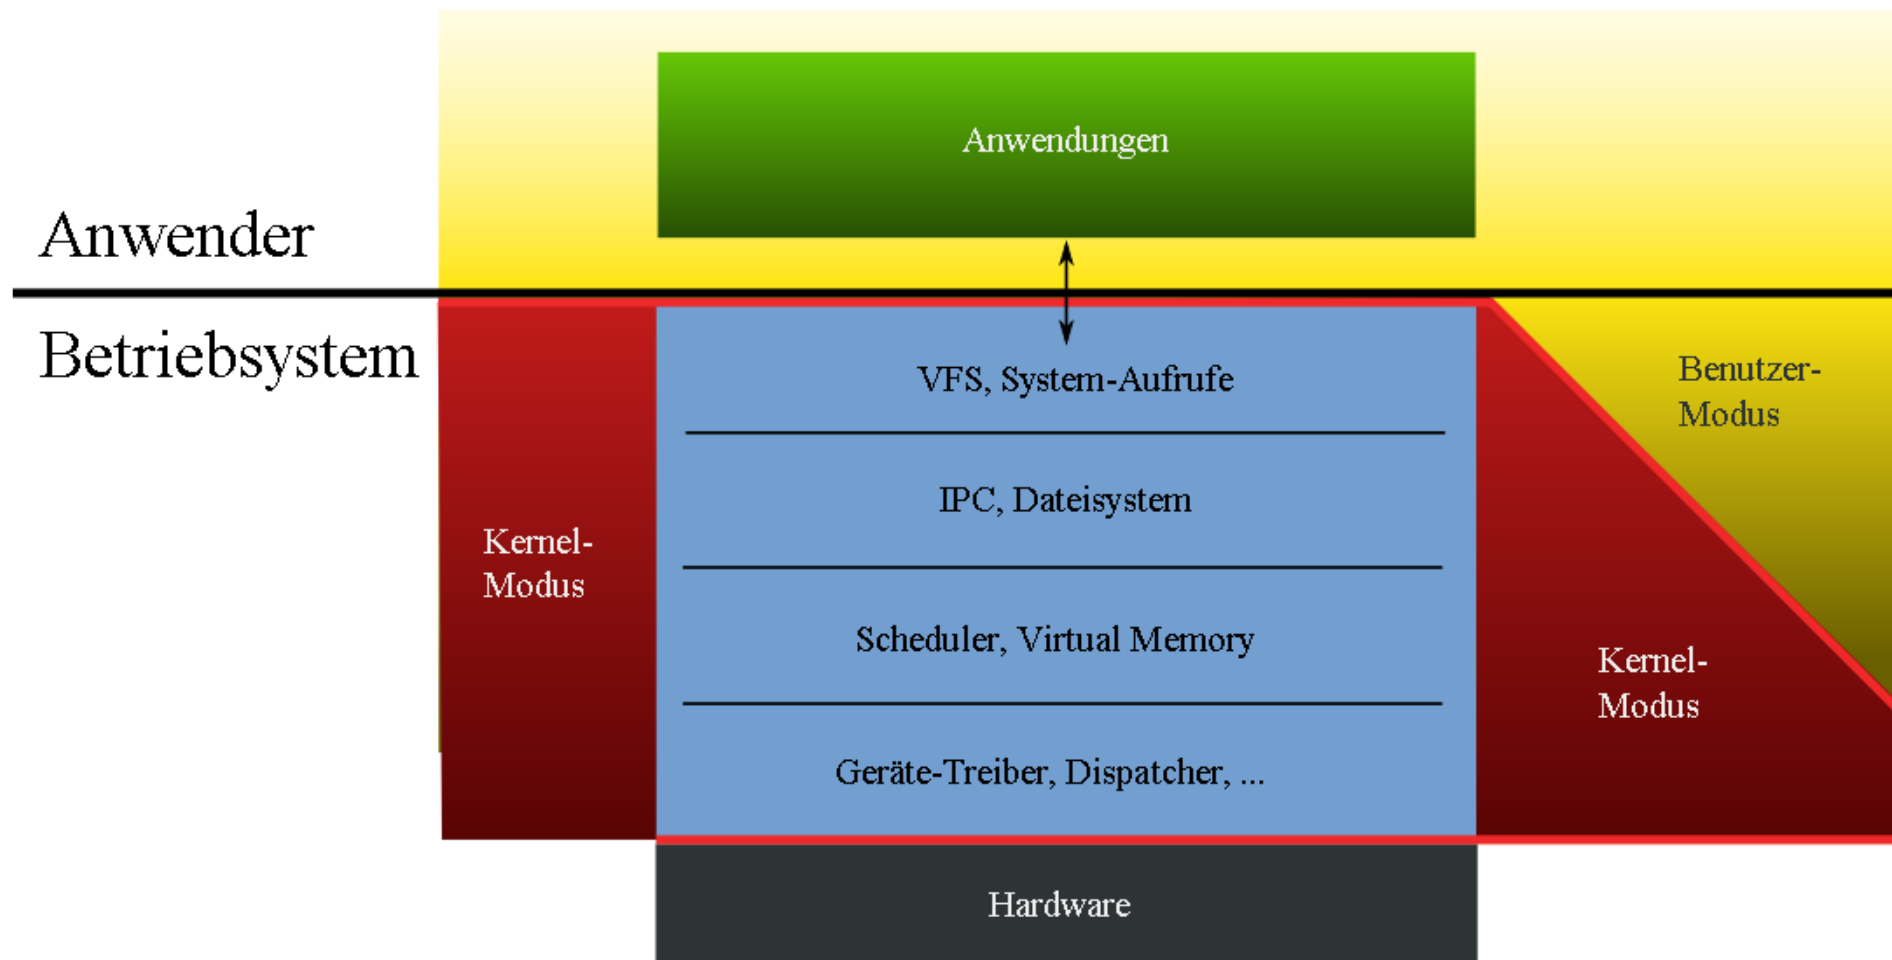 Anwendungen
Anwender
Betriebsystem
VFS, System-Aufrufe
Benutzer-
Modus
IPC, Dateisystem
Kernel-
Modus
Scheduler, Virtual Memory
Kernel-
Modus
Geräte-Treiber, Dispatcher, ...
Hardware